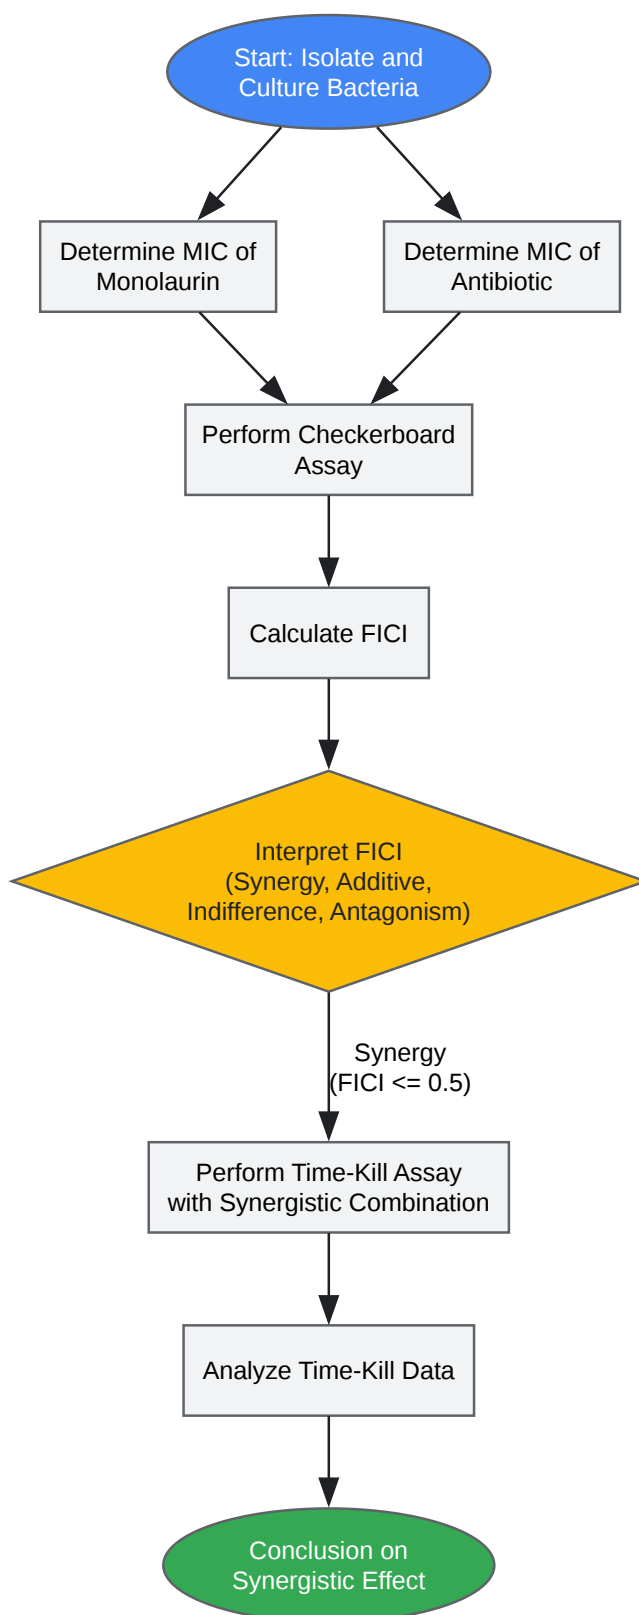 Start: Isolate and
Culture Bacteria
Determine MIC of
Monolaurin
Determine MIC of
Antibiotic
Perform Checkerboard
Assay
Calculate FICI
Interpret FICI
(Synergy, Additive,
Indifference, Antagonism)
Synergy
(FICI <= 0.5)
Perform Time-Kill Assay
with Synergistic Combination
Analyze Time-Kill Data
Conclusion on
Synergistic Effect